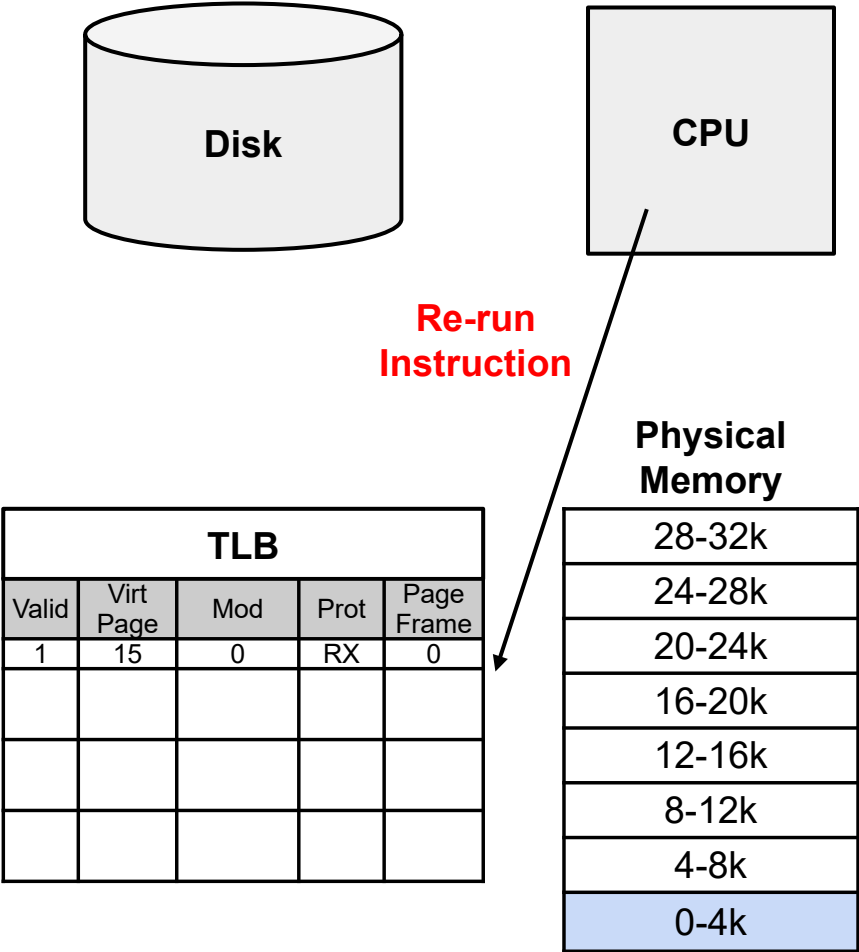 Disk
CPU
Re-run
Instruction
Physical
Memory
TLB
Valid
Virt
Page
Mod
Prot
Page
Frame
1 15 0 RX 0
28-32k
24-28k
20-24k
16-20k
12-16k
8-12k
4-8k
0-4k